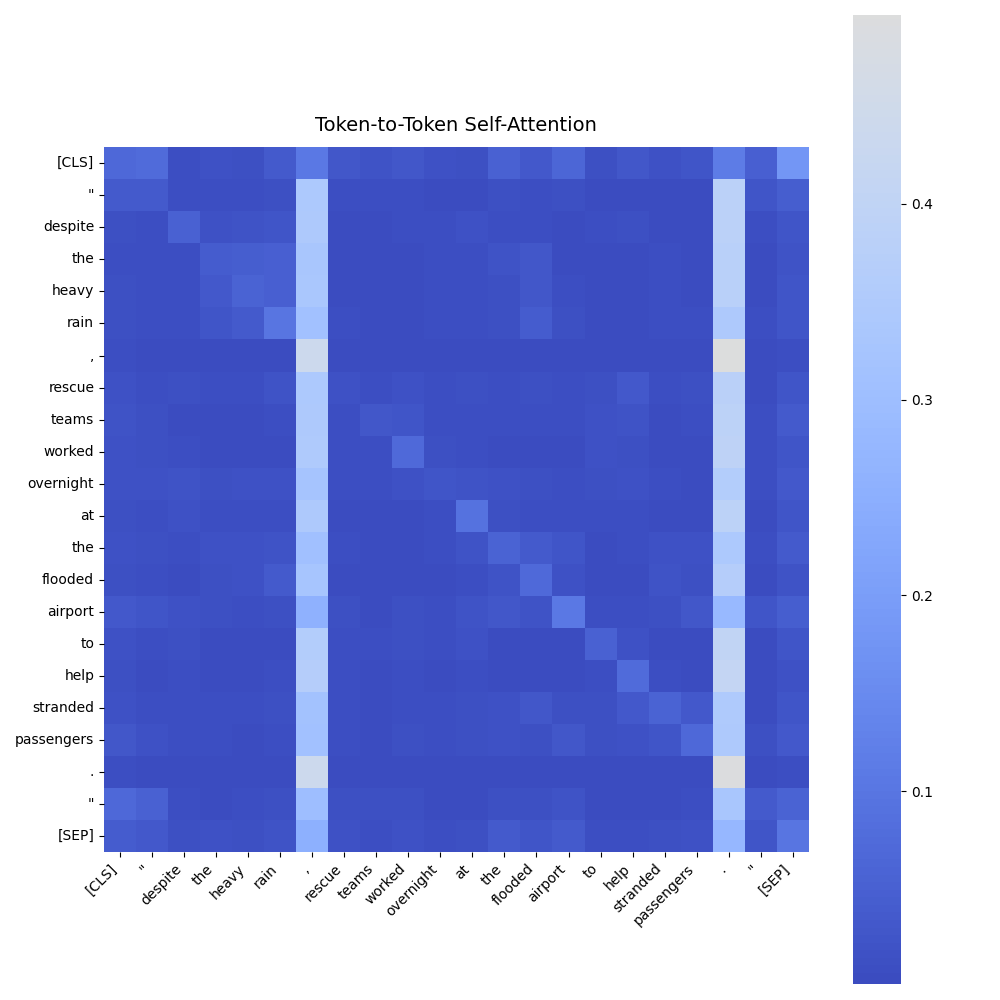 Token-to-Token Self-Attention
[CLS]
"
despite
the
heavy
rain
,
rescue
teams
worked
overnight
at
the
flooded
airport
to
help
stranded
passengers
.
"
[SEP]
[CLS] " despite the heavy rain , rescue teams worked overnight at the flooded airport to help stranded passengers . " [SEP]
0.4
0.3
0.2
0.1